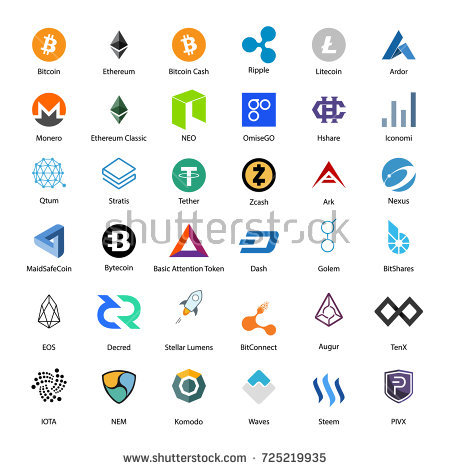 Bitcoin Ethereum Bitcoin Cash Ripple Litecoin Ardor
Monero Ethereum Classic NEO OmiseGO Hshare Iconomi
Qtum Stratis Tether Zcash Ark Nexus
shutterstock
MaidSafeCoin Bytecoin Basic Attention Token Dash Golem BitShares
EOS Decred Stellar Lumens BitConnect Augur TenX
IOTA NEM Komodo Waves Steem PIVX
www.shutterstock.com · 725219935